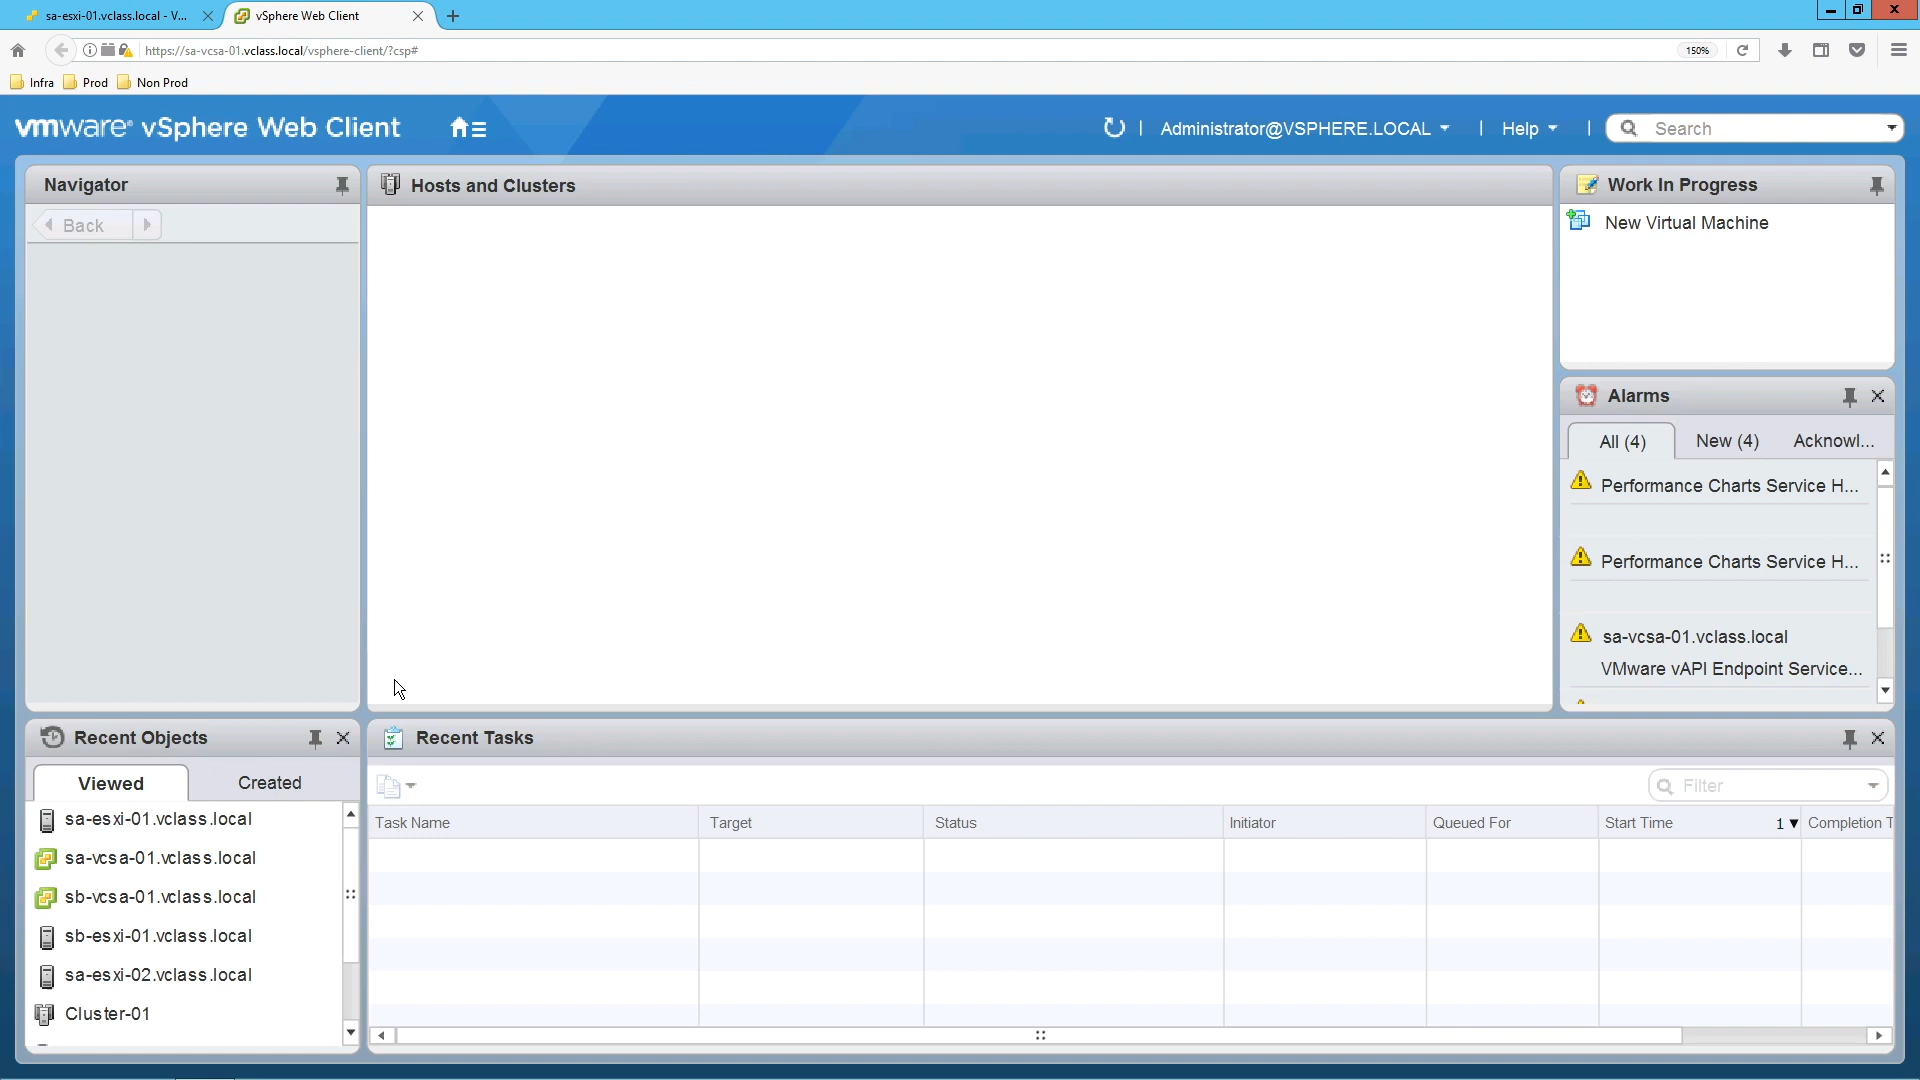 sa-esxi-01.vclass.local - V...
vSphere Web Client
https://sa-vcsa-01.vclass.local/vsphere-client/?csp#
150%
Infra
Prod
Non Prod
vmware® vSphere Web Client
Administrator@VSPHERE.LOCAL
Help
Search
Navigator
Back
Hosts and Clusters
Work In Progress
New Virtual Machine
Alarms
All (4)
New (4)
Acknowl...
Performance Charts Service H...
Performance Charts Service H...
sa-vcsa-01.vclass.local
VMware vAPI Endpoint Service...
Recent Objects
Viewed
Created
sa-esxi-01.vclass.local
sa-vcsa-01.vclass.local
sb-vcsa-01.vclass.local
sb-esxi-01.vclass.local
sa-esxi-02.vclass.local
Cluster-01
Recent Tasks
Filter
Task Name
Target
Status
Initiator
Queued For
Start Time
1
Completion T